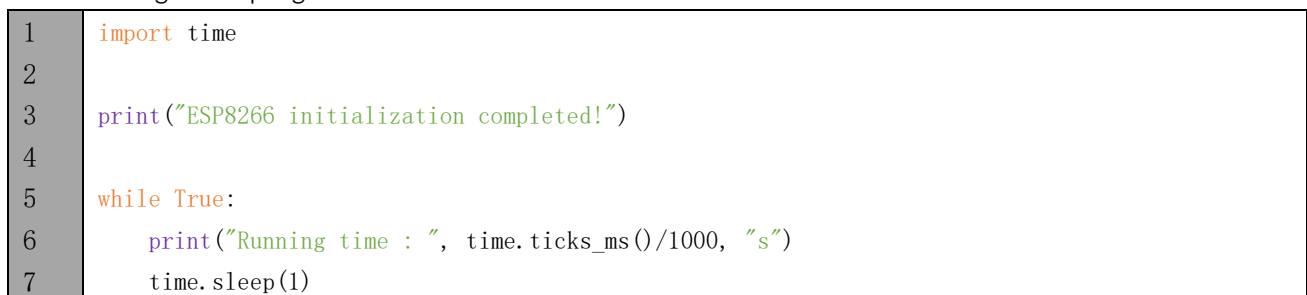 1 import time
2
3 print("ESP8266 initialization completed!")
4
5 while True:
6     print("Running time : ", time.ticks_ms()/1000, "s")
7     time.sleep(1)